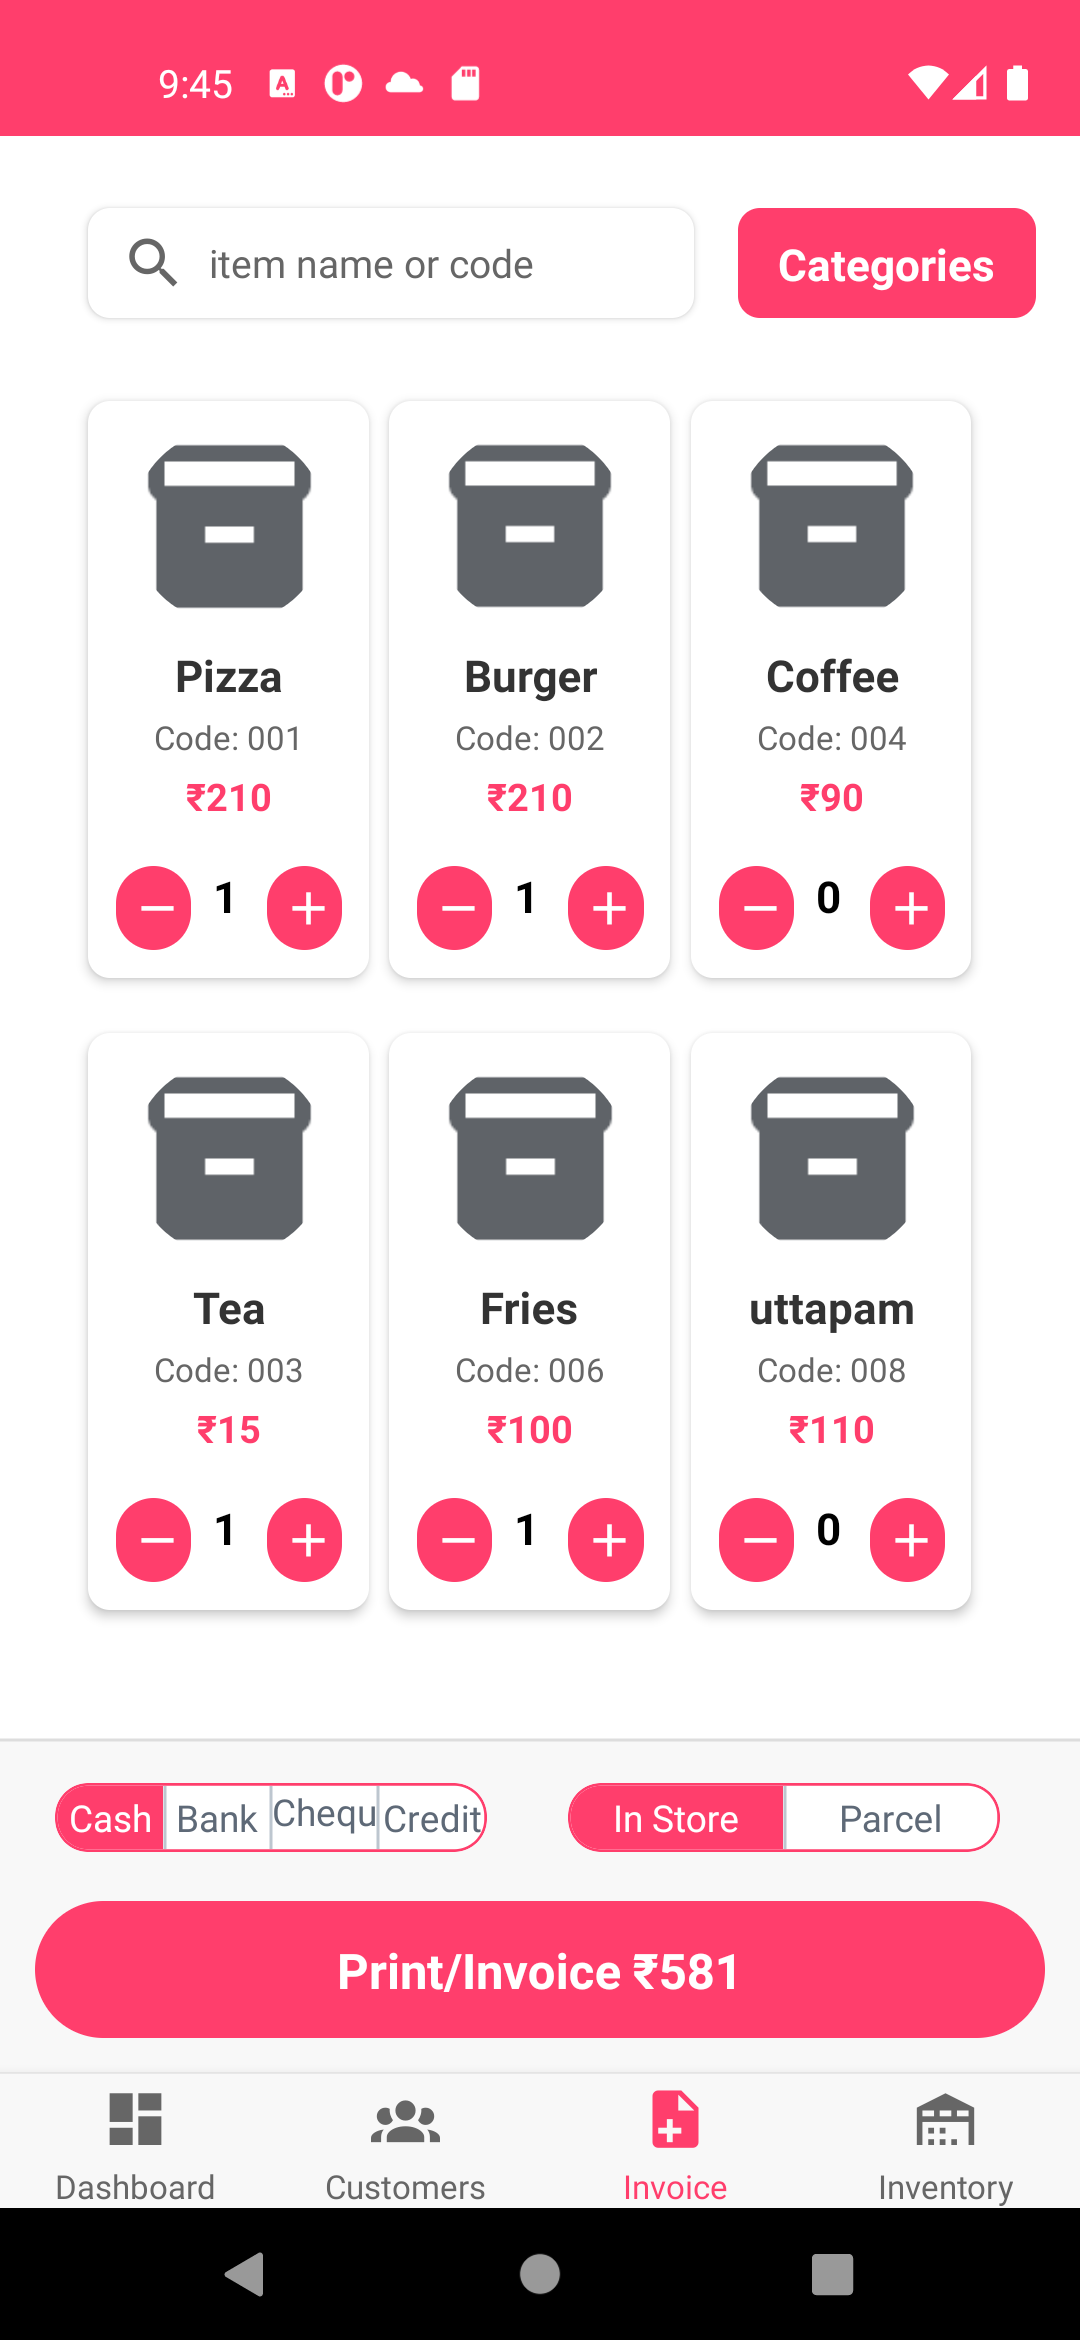 9:45
item name or code
Categories
Pizza
Code: 001
₹210
1
Burger
Code: 002
₹210
1
Coffee
Code: 004
₹90
0
Tea
Code: 003
₹15
1
Fries
Code: 006
₹100
1
uttapam
Code: 008
₹110
0
Cash Bank Chequ Credit
In Store Parcel
Print/Invoice ₹581
Dashboard Customers Invoice Inventory